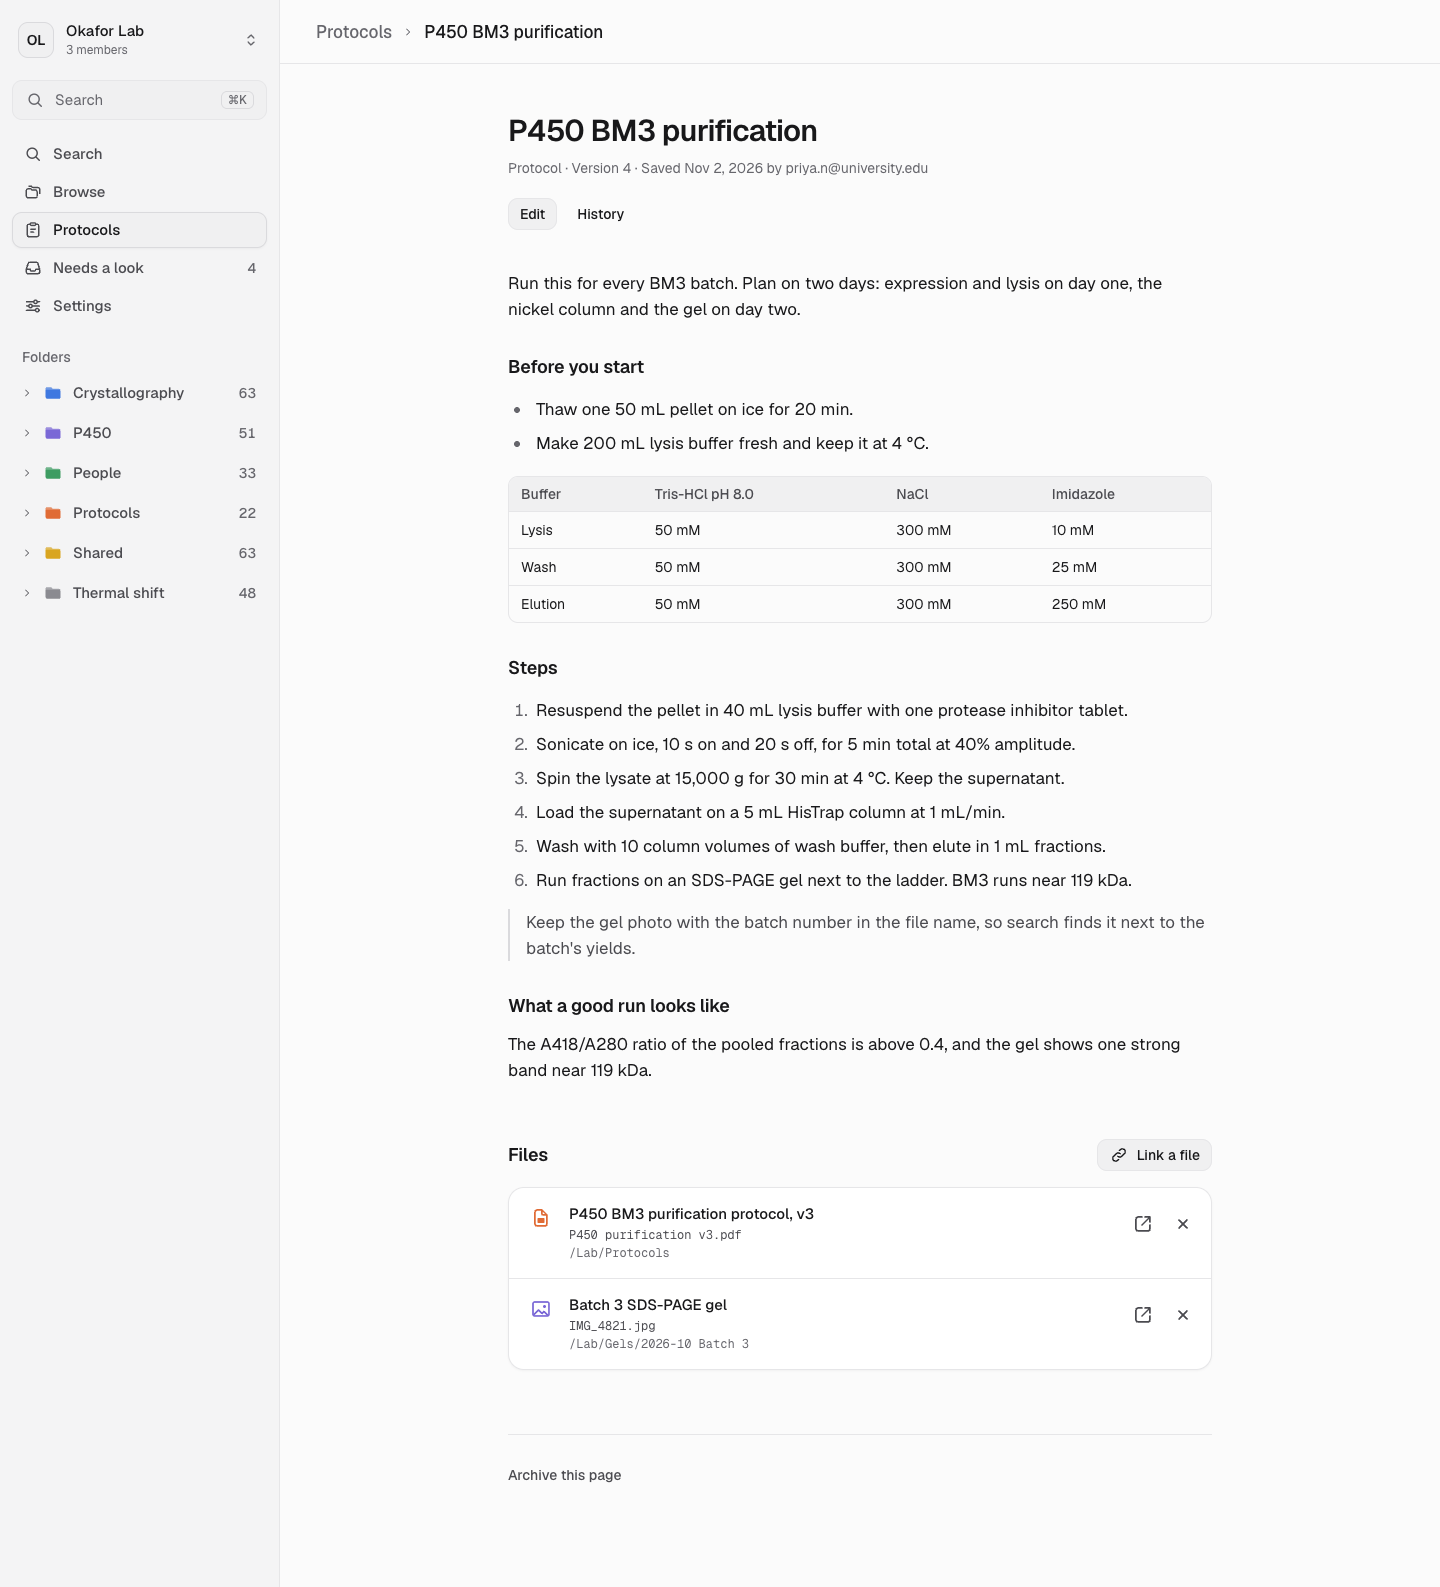 OL
Okafor Lab
3 members
Search
⌘K
Search
Browse
Protocols
Needs a look 4
Settings
Folders
Crystallography 63
P450 51
People 33
Protocols 22
Shared 63
Thermal shift 48
Protocols › P450 BM3 purification
P450 BM3 purification
Protocol · Version 4 · Saved Nov 2, 2026 by priya.n@university.edu
Edit History
Run this for every BM3 batch. Plan on two days: expression and lysis on day one, the
nickel column and the gel on day two.
Before you start
• Thaw one 50 mL pellet on ice for 20 min.
• Make 200 mL lysis buffer fresh and keep it at 4 °C.
Buffer Tris-HCl pH 8.0 NaCl Imidazole
Lysis 50 mM 300 mM 10 mM
Wash 50 mM 300 mM 25 mM
Elution 50 mM 300 mM 250 mM
Steps
1. Resuspend the pellet in 40 mL lysis buffer with one protease inhibitor tablet.
2. Sonicate on ice, 10 s on and 20 s off, for 5 min total at 40% amplitude.
3. Spin the lysate at 15,000 g for 30 min at 4 °C. Keep the supernatant.
4. Load the supernatant on a 5 mL HisTrap column at 1 mL/min.
5. Wash with 10 column volumes of wash buffer, then elute in 1 mL fractions.
6. Run fractions on an SDS-PAGE gel next to the ladder. BM3 runs near 119 kDa.
Keep the gel photo with the batch number in the file name, so search finds it next to the
batch's yields.
What a good run looks like
The A418/A280 ratio of the pooled fractions is above 0.4, and the gel shows one strong
band near 119 kDa.
Files
Link a file
P450 BM3 purification protocol, v3
P450 purification v3.pdf
/Lab/Protocols
Batch 3 SDS-PAGE gel
IMG_4821.jpg
/Lab/Gels/2026-10 Batch 3
Archive this page